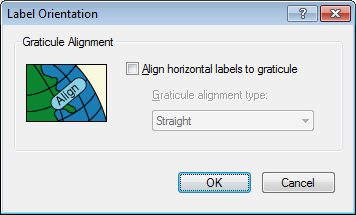 Label Orientation
Graticule Alignment
Align
Align horizontal labels to graticule
Graticule alignment type:
Straight
OK
Cancel